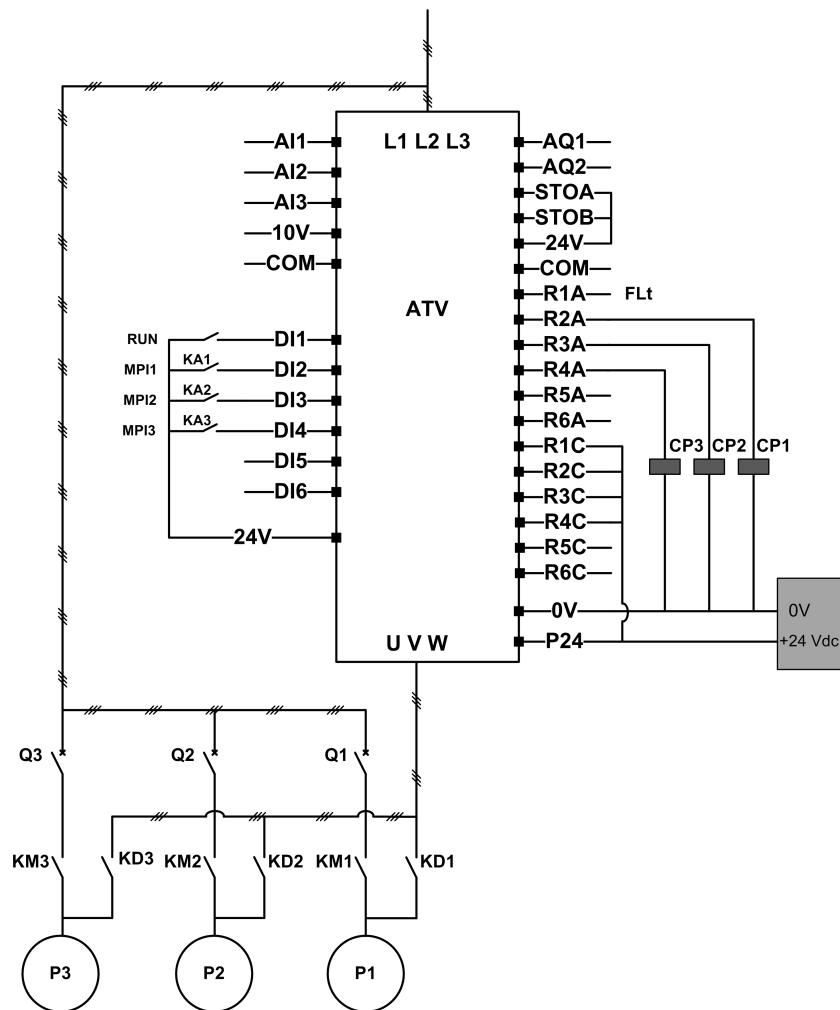 L1 L2 L3
ATV
U V W
AI1
AI2
AI3
10V
COM
RUN
DI1
MPI1
KA1
DI2
MPI2
KA2
DI3
MPI3
KA3
DI4
DI5
DI6
24V
AQ1
AQ2
STOA
STOB
24V
COM
R1A
FLt
R2A
R3A
R4A
R5A
R6A
R1C
R2C
R3C
R4C
R5C
R6C
0V
P24
CP3
CP2
CP1
0V
+24 Vdc
Q3
Q2
Q1
KM3
KD3
KM2
KD2
KM1
KD1
P3
P2
P1